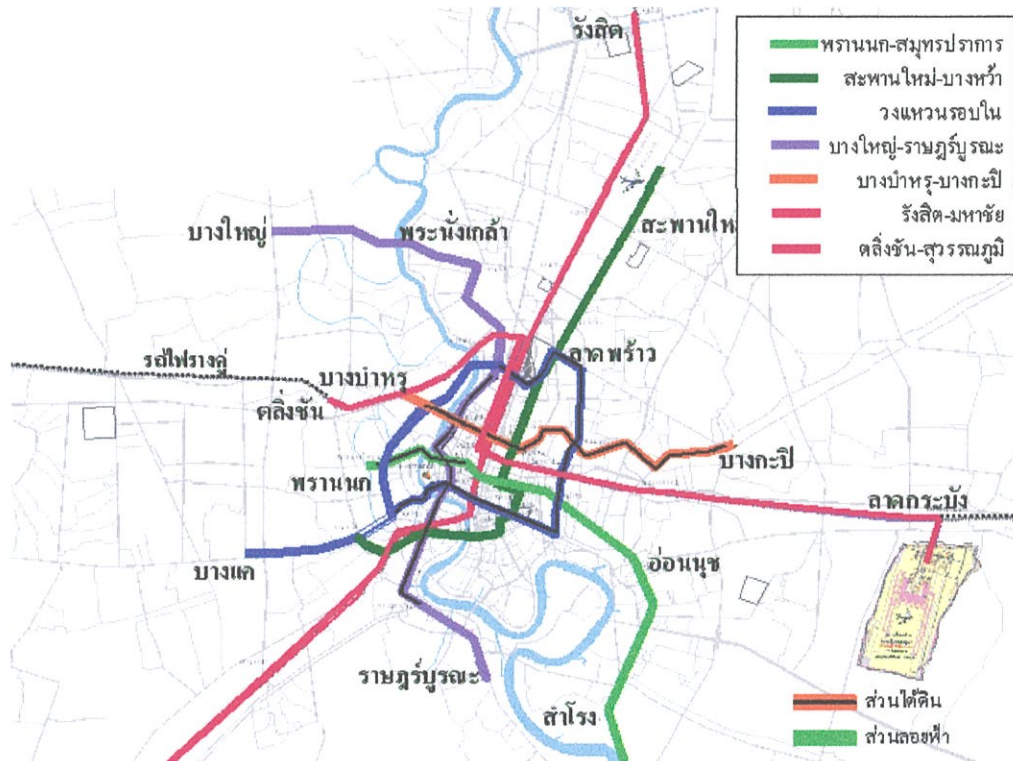 รังสิต
พรานนก-สมุทรปราการ
สะพานใหม่-บางหว้า
วงแหวนรอบใน
บางใหญ่-ราษฎร์บูรณะ
บางบำหรุ-บางกะปิ
รังสิต-มหาชัย
ตลิ่งชัน-สุวรรณภูมิ
บางใหญ่
พระนั่งเกล้า
สะพานให
ลาดพร้าว
รถไฟรางคู่
บางบำหรุ
ตลิ่งชัน
บางกะปิ
พรานนก
ลาดกระบัง
บางแค
อ่อนนุช
ราษฎร์บูรณะ
สำโรง
ส่วนใต้ดิน
ส่วนลอยฟ้า